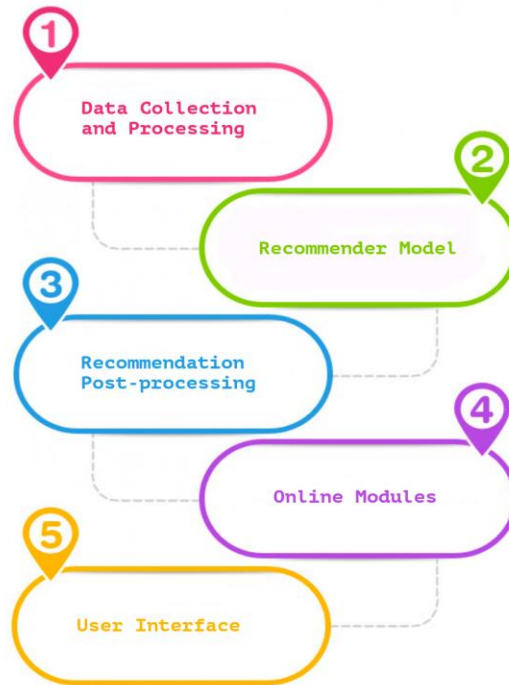 1
Data Collection
and Processing
2
Recommender Model
3
Recommendation
Post-processing
4
Online Modules
5
User Interface